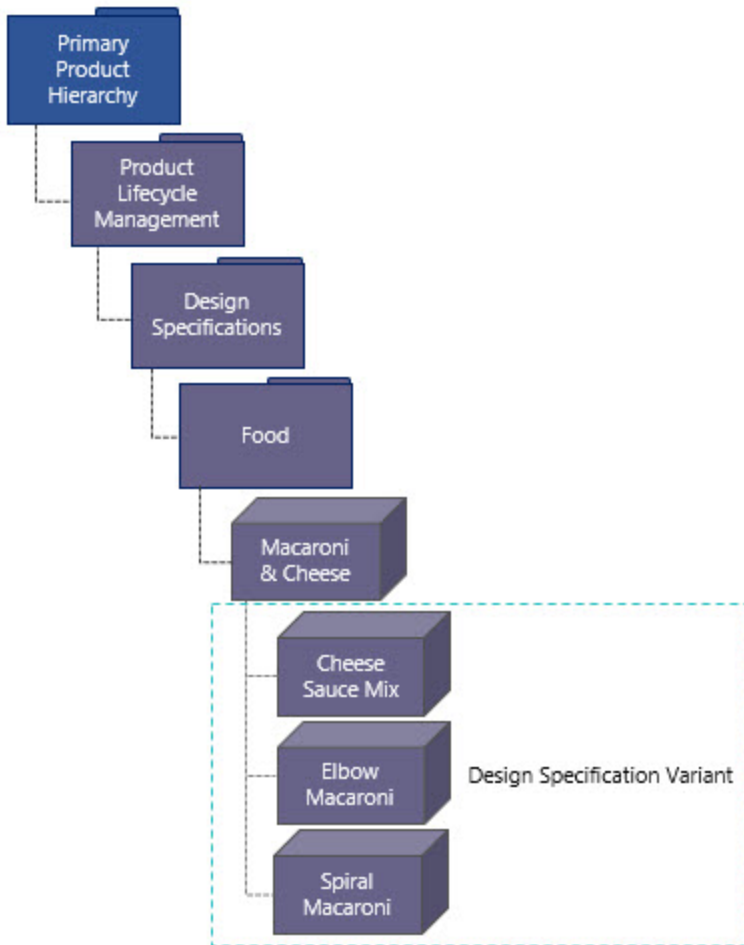 Primary
Product
Hierarchy
Product
Lifecycle
Management
Design
Specifications
Food
Macaroni
& Cheese
Cheese
Sauce Mix
Elbow
Macaroni
Design Specification Variant
Spiral
Macaroni